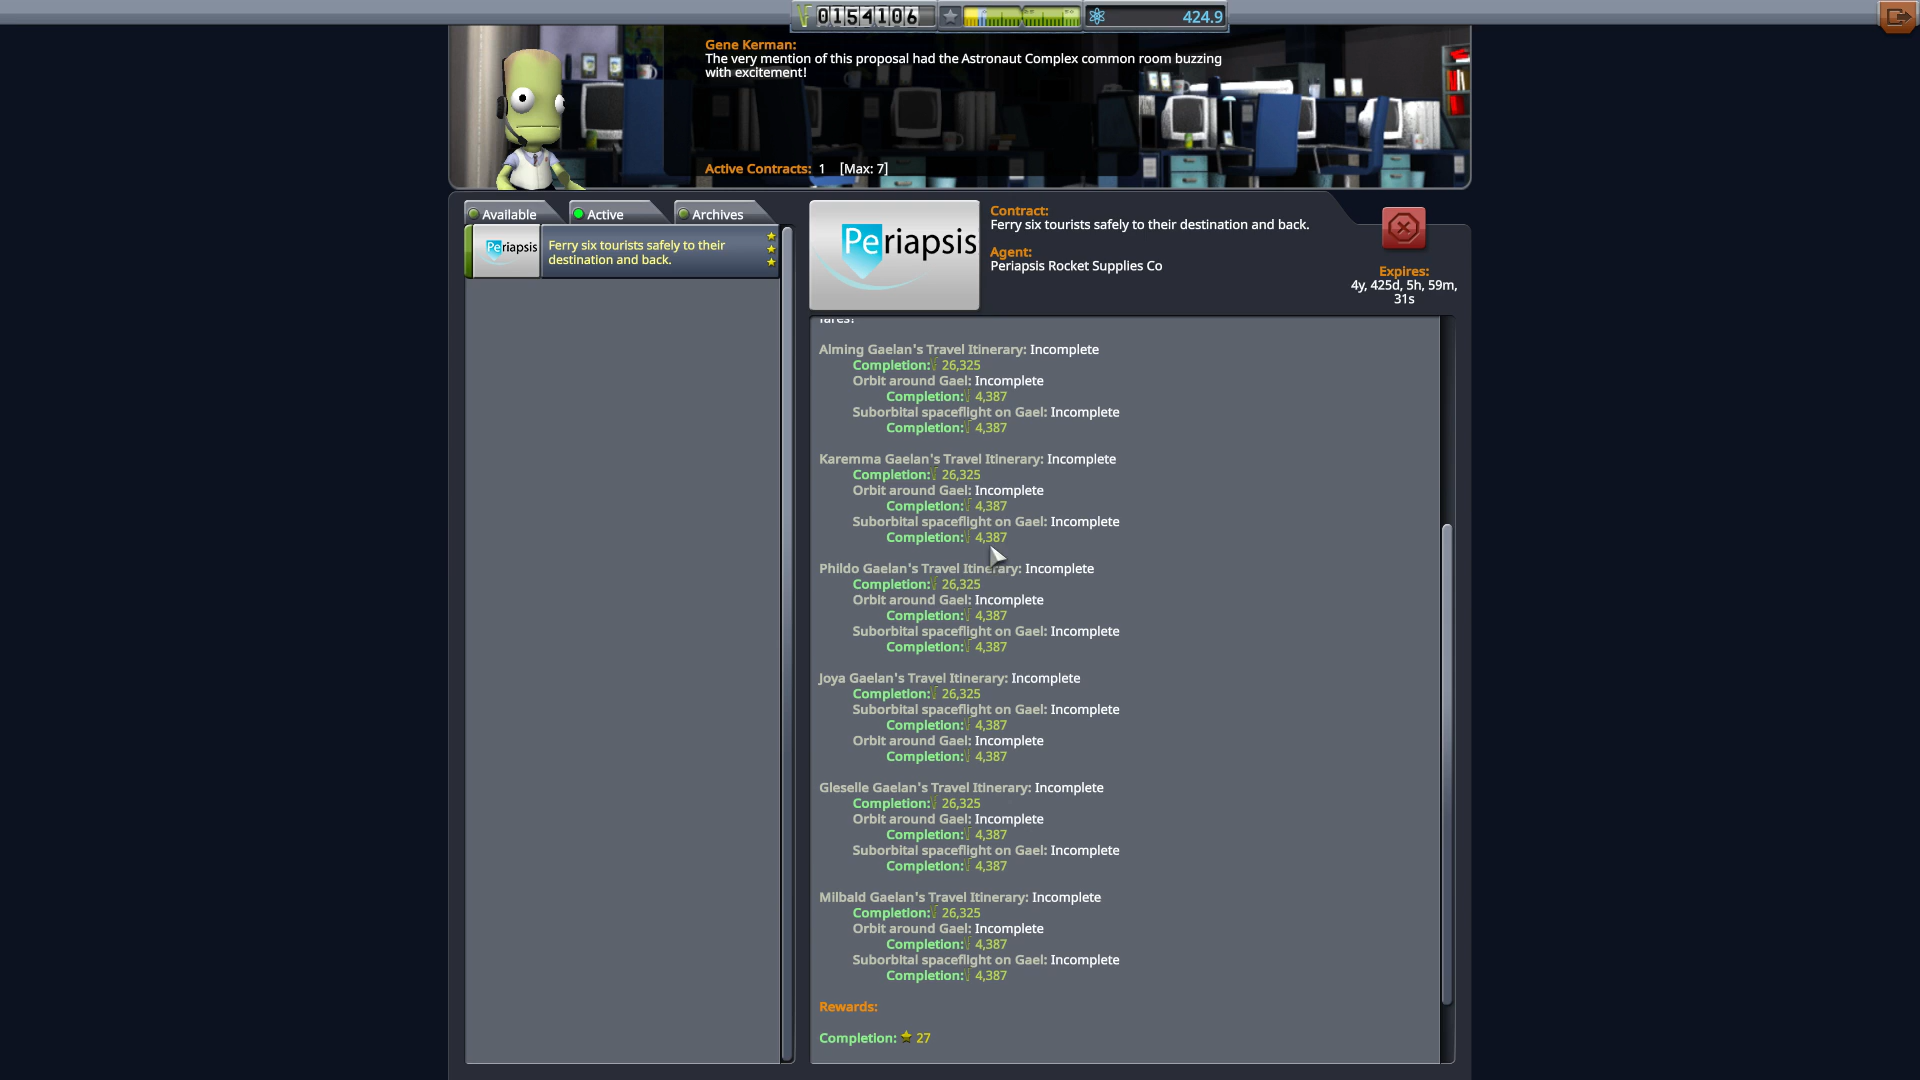 0154106
424.9
Gene Kerman:
The very mention of this proposal had the Astronaut Complex common room buzzing
with excitement!
Active Contracts: 1 [Max: 7]
Available
Active
Archives
Periapsis
Ferry six tourists safely to their
destination and back.
Periapsis
Contract:
Ferry six tourists safely to their destination and back.
Agent:
Periapsis Rocket Supplies Co
Expires:
4y, 425d, 5h, 59m,
31s
fares!
Alming Gaelan's Travel Itinerary: Incomplete
Completion: 26,325
Orbit around Gael: Incomplete
Completion: 4,387
Suborbital spaceflight on Gael: Incomplete
Completion: 4,387
Karemma Gaelan's Travel Itinerary: Incomplete
Completion: 26,325
Orbit around Gael: Incomplete
Completion: 4,387
Suborbital spaceflight on Gael: Incomplete
Completion: 4,387
Phildo Gaelan's Travel Itinerary: Incomplete
Completion: 26,325
Orbit around Gael: Incomplete
Completion: 4,387
Suborbital spaceflight on Gael: Incomplete
Completion: 4,387
Joya Gaelan's Travel Itinerary: Incomplete
Completion: 26,325
Suborbital spaceflight on Gael: Incomplete
Completion: 4,387
Orbit around Gael: Incomplete
Completion: 4,387
Gleselle Gaelan's Travel Itinerary: Incomplete
Completion: 26,325
Orbit around Gael: Incomplete
Completion: 4,387
Suborbital spaceflight on Gael: Incomplete
Completion: 4,387
Milbald Gaelan's Travel Itinerary: Incomplete
Completion: 26,325
Orbit around Gael: Incomplete
Completion: 4,387
Suborbital spaceflight on Gael: Incomplete
Completion: 4,387
Rewards:
Completion: 27